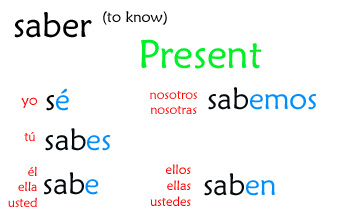 saber (to know)
Present
yo sé
nosotros
nosotras
sabemos
tú sabes
él
ella
usted
sabe
ellos
ellas
ustedes
saben